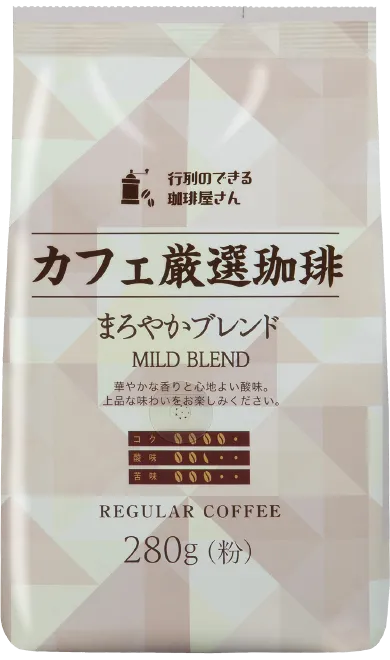 行列のできる
珈琲屋さん
カフェ厳選珈琲
まろやかブレンド
MILD BLEND
華やかな香りと心地よい酸味。
上品な味わいをお楽しみください。
コク
酸味
苦味
REGULAR COFFEE
280g（粉）